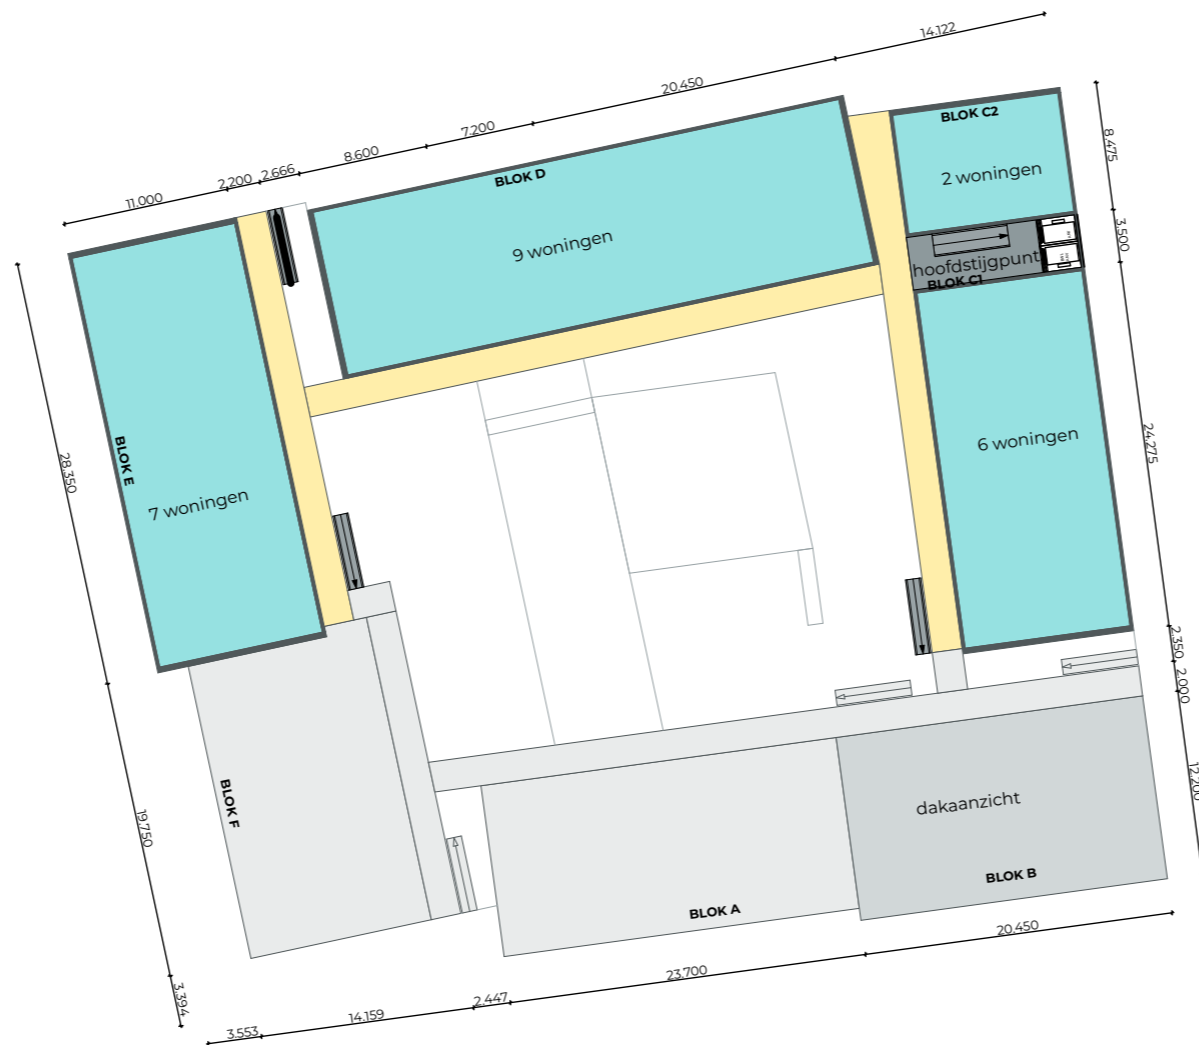 14.122
20.450
7.200
8.600
2.666
2.200
11.000
BLOK C2
2 woningen
8.475
BLOK D
9 woningen
3.500
hoofdstijgpunt
BLOK C1
6 woningen
24.275
BLOK E
7 woningen
28.350
2.350
2.000
12.200
dakaanzicht
BLOK B
BLOK F
19.750
BLOK A
20.450
23.700
3.394
2.447
14.159
3.553